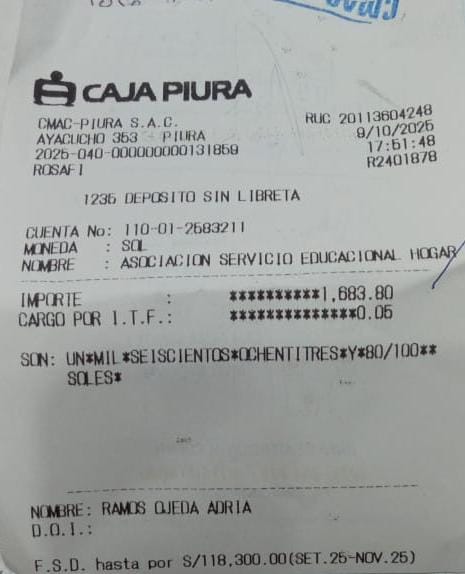 CAJA PIURA
CMAC-PIURA S.A.C. RUC 20113604248
AYACUCHO 353 - PIURA 9/10/2025
2025-040-000000000131859 17:51:48
ROSAFI R2401878
1235 DEPOSITO SIN LIBRETA
CUENTA No: 110-01-2583211
MONEDA : SOL
NOMBRE : ASOCIACION SERVICIO EDUCACIONAL HOGAR
IMPORTE : **********1,683.80
CARGO POR I.T.F.: **************0.05
SON: UN*MIL*SEISCIENTOS*OCHENTITRES*Y*80/100**
SOLES*
NOMBRE: RAMOS OJEDA ADRIA
D.O.I.:
F.S.D. hasta por S/118,300.00(SET.25-NOV.25)